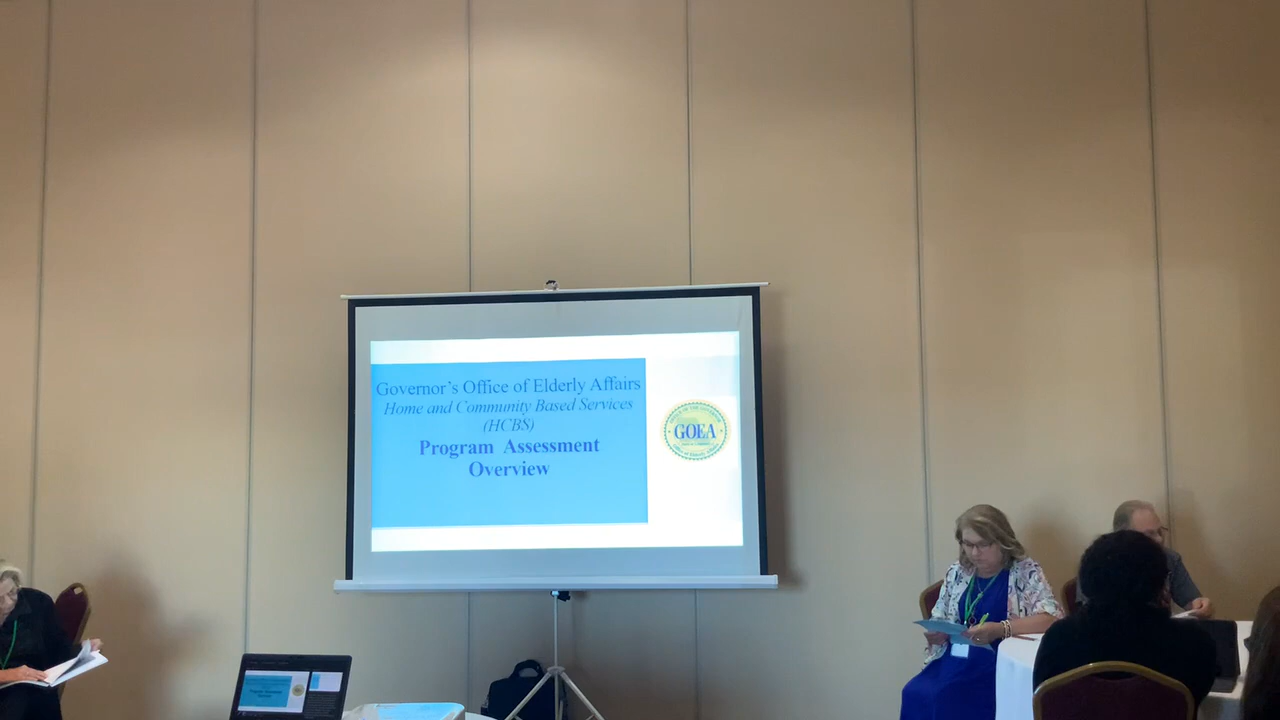 Governor's Office of Elderly Affairs
Home and Community Based Services
(HCBS)
Program Assessment
Overview
GOEA